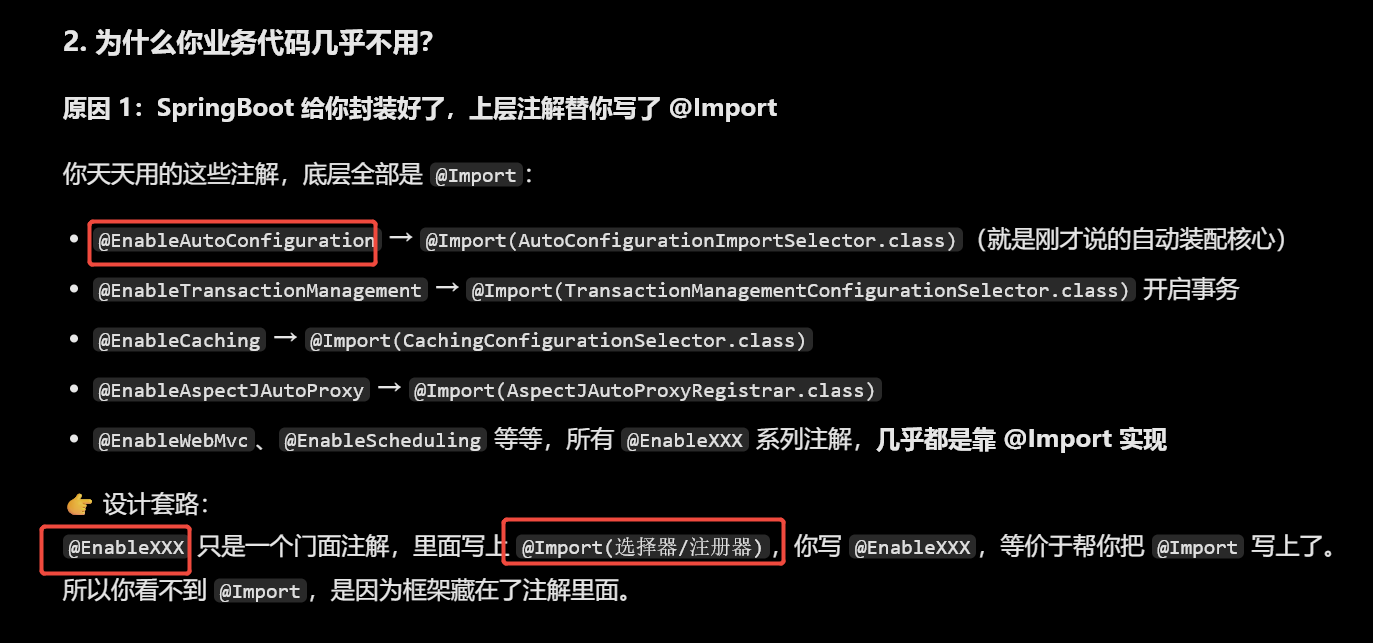 2. 为什么你业务代码几乎不用?
原因 1：SpringBoot 给你封装好了，上层注解替你写了 @Import
你天天用的这些注解，底层全部是 @Import：
• @EnableAutoConfiguration → @Import(AutoConfigurationImportSelector.class)（就是刚才说的自动装配核心）
• @EnableTransactionManagement → @Import(TransactionManagementConfigurationSelector.class) 开启事务
• @EnableCaching → @Import(CachingConfigurationSelector.class)
• @EnableAspectJAutoProxy → @Import(AspectJAutoProxyRegistrar.class)
• @EnableWebMvc、@EnableScheduling 等等，所有 @EnableXXX 系列注解，几乎都是靠 @Import 实现
👉 设计套路：
@EnableXXX 只是一个门面注解，里面写上 @Import(选择器/注册器)，你写 @EnableXXX，等价于帮你把 @Import 写上了。
所以你看不到 @Import，是因为框架藏在了注解里面。